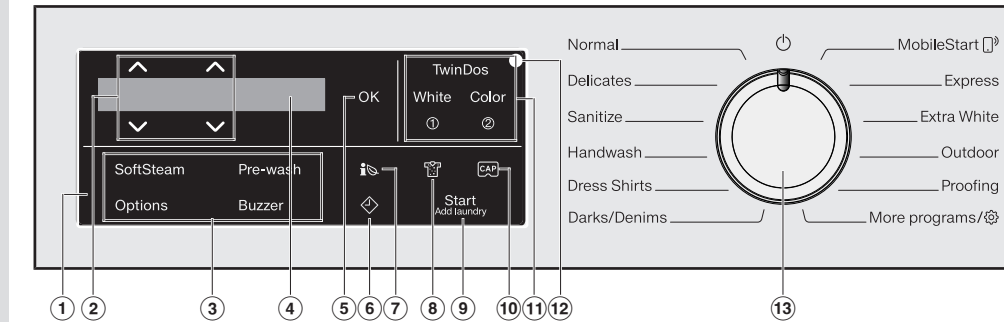 TwinDos
OK White Color
① ②
SoftSteam Pre-wash
Options Buzzer
CAP
Start
Add laundry
Normal
Delicates
Sanitize
Handwash
Dress Shirts
Darks/Denims
MobileStart
Express
Extra White
Outdoor
Proofing
More programs/
① ② ③ ④ ⑤ ⑥ ⑦ ⑧ ⑨ ⑩ ⑪ ⑫ ⑬